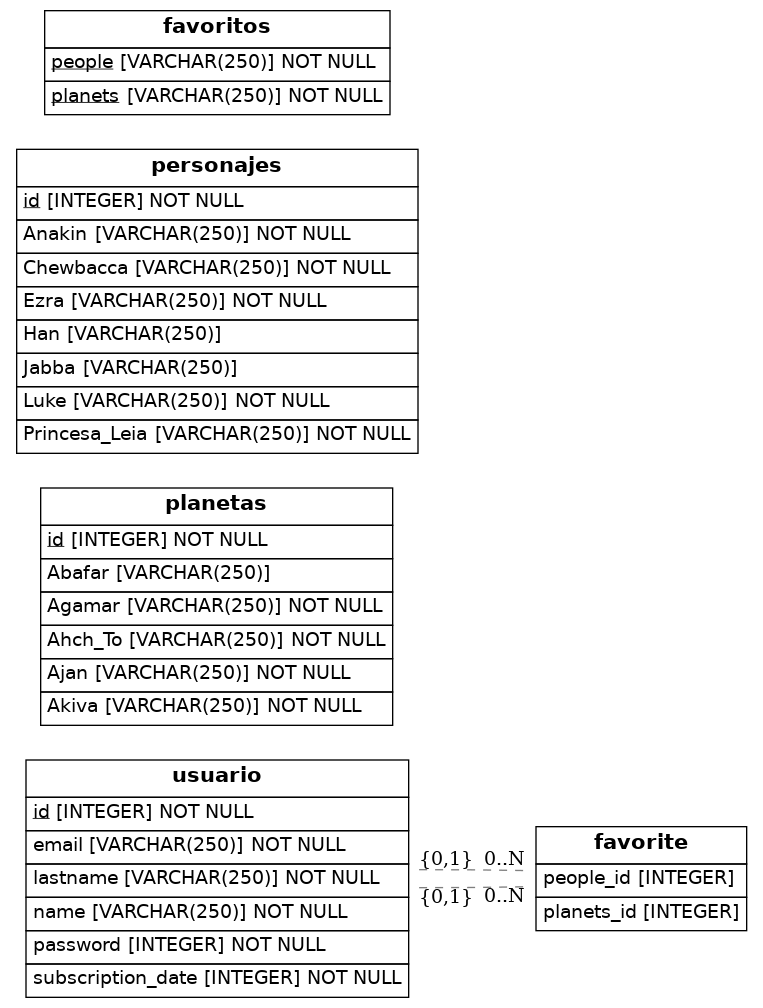 favoritos
people [VARCHAR(250)] NOT NULL
planets [VARCHAR(250)] NOT NULL
personajes
id [INTEGER] NOT NULL
Anakin [VARCHAR(250)] NOT NULL
Chewbacca [VARCHAR(250)] NOT NULL
Ezra [VARCHAR(250)] NOT NULL
Han [VARCHAR(250)]
Jabba [VARCHAR(250)]
Luke [VARCHAR(250)] NOT NULL
Princesa_Leia [VARCHAR(250)] NOT NULL
planetas
id [INTEGER] NOT NULL
Abafar [VARCHAR(250)]
Agamar [VARCHAR(250)] NOT NULL
Ahch_To [VARCHAR(250)] NOT NULL
Ajan [VARCHAR(250)] NOT NULL
Akiva [VARCHAR(250)] NOT NULL
usuario
id [INTEGER] NOT NULL
email [VARCHAR(250)] NOT NULL
lastname [VARCHAR(250)] NOT NULL
name [VARCHAR(250)] NOT NULL
password [INTEGER] NOT NULL
subscription_date [INTEGER] NOT NULL
{0,1} 0..N
{0,1} 0..N
favorite
people_id [INTEGER]
planets_id [INTEGER]